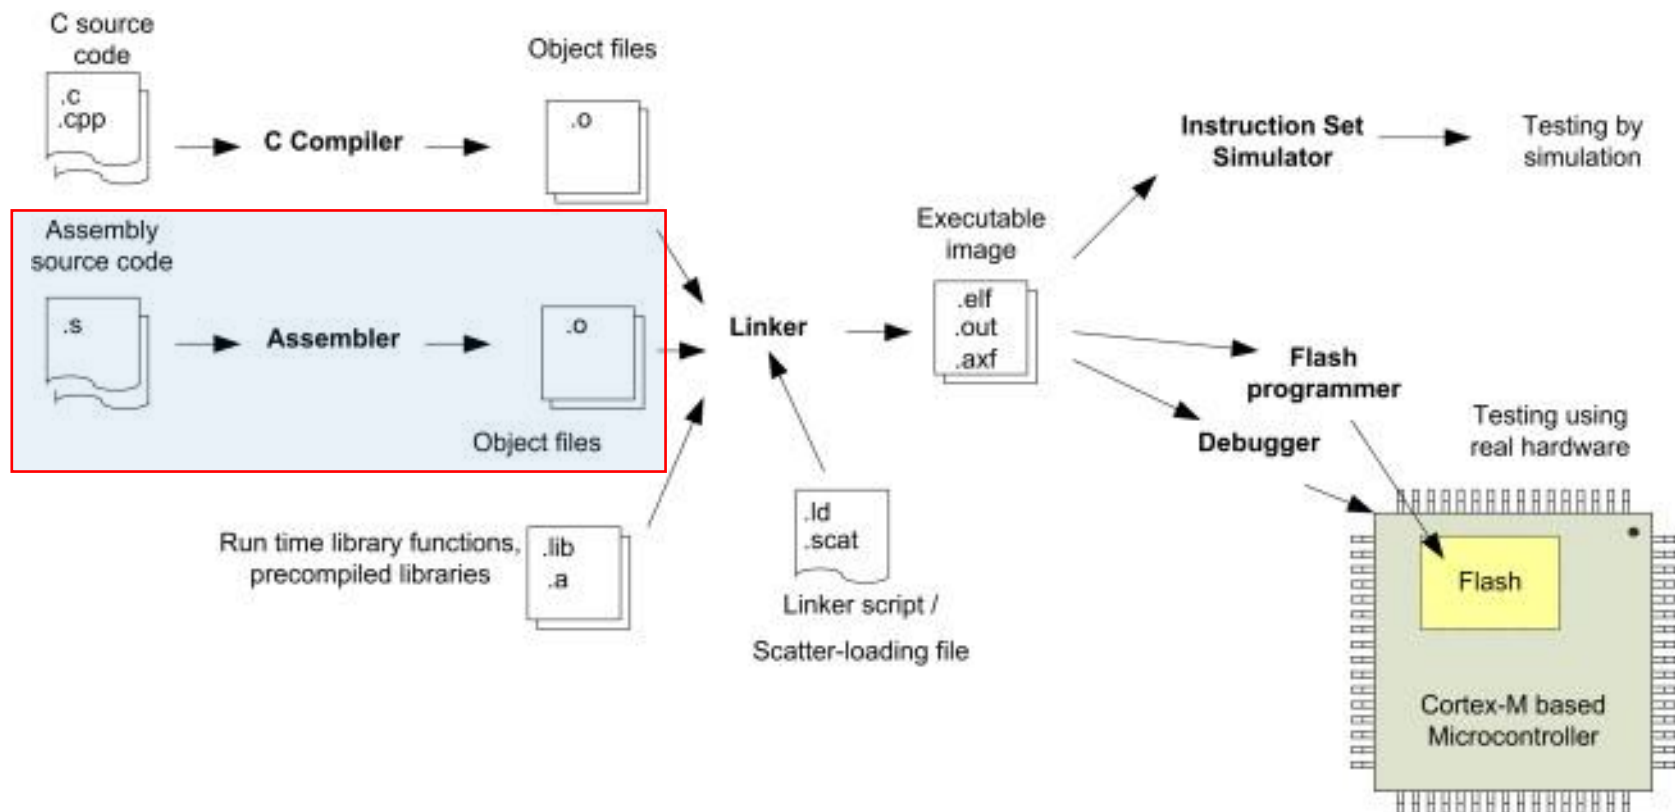 C source
code
.c
.cpp
C Compiler
Object files
.o
Assembly
source code
.s
Assembler
.o
Object files
Run time library functions,
precompiled libraries
.lib
.a
Linker
.ld
.scat
Linker script /
Scatter-loading file
Executable
image
.elf
.out
.axf
Instruction Set
Simulator
Testing by
simulation
Flash
programmer
Debugger
Testing using
real hardware
Flash
Cortex-M based
Microcontroller